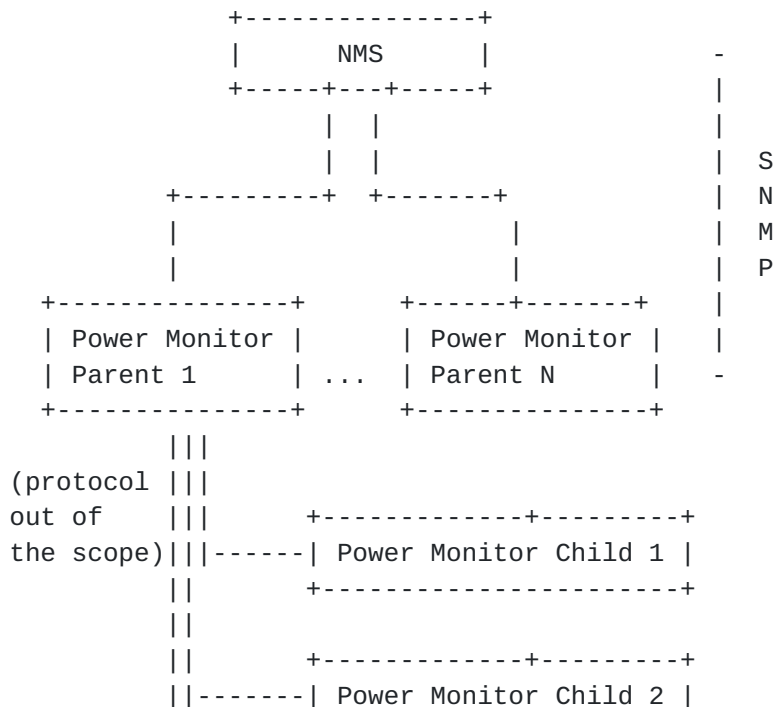 NMS
S
N
M
P
Power Monitor    Power Monitor
Parent 1    ...    Parent N
(protocol
out of
the scope)    Power Monitor Child 1
Power Monitor Child 2